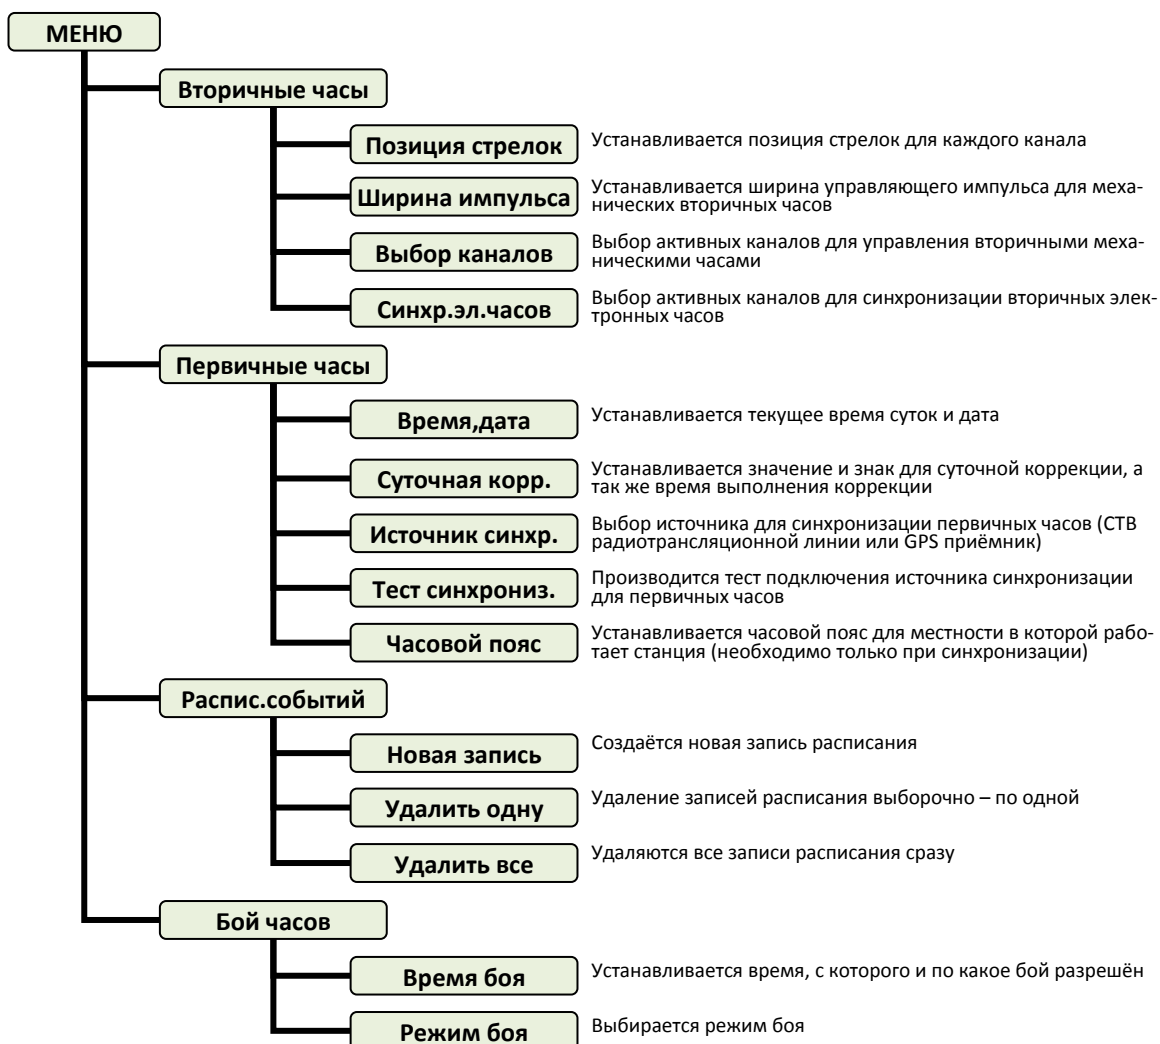 МЕНЮ
Вторичные часы
Позиция стрелок
Устанавливается позиция стрелок для каждого канала
Ширина импульса
Устанавливается ширина управляющего импульса для меха-
нических вторичных часов
Выбор каналов
Выбор активных каналов для управления вторичными меха-
ническими часами
Синхр.эл.часов
Выбор активных каналов для синхронизации вторичных элек-
тронных часов
Первичные часы
Время,дата
Устанавливается текущее время суток и дата
Суточная корр.
Устанавливается значение и знак для суточной коррекции, а
так же время выполнения коррекции
Источник синхр.
Выбор источника для синхронизации первичных часов (СТВ
радиотрансляционной линии или GPS приёмник)
Тест синхрониз.
Производится тест подключения источника синхронизации
для первичных часов
Часовой пояс
Устанавливается часовой пояс для местности в которой рабо-
тает станция (необходимо только при синхронизации)
Распис.событий
Новая запись
Создаётся новая запись расписания
Удалить одну
Удаление записей расписания выборочно – по одной
Удалить все
Удаляются все записи расписания сразу
Бой часов
Время боя
Устанавливается время, с которого и по какое бой разрешён
Режим боя
Выбирается режим боя